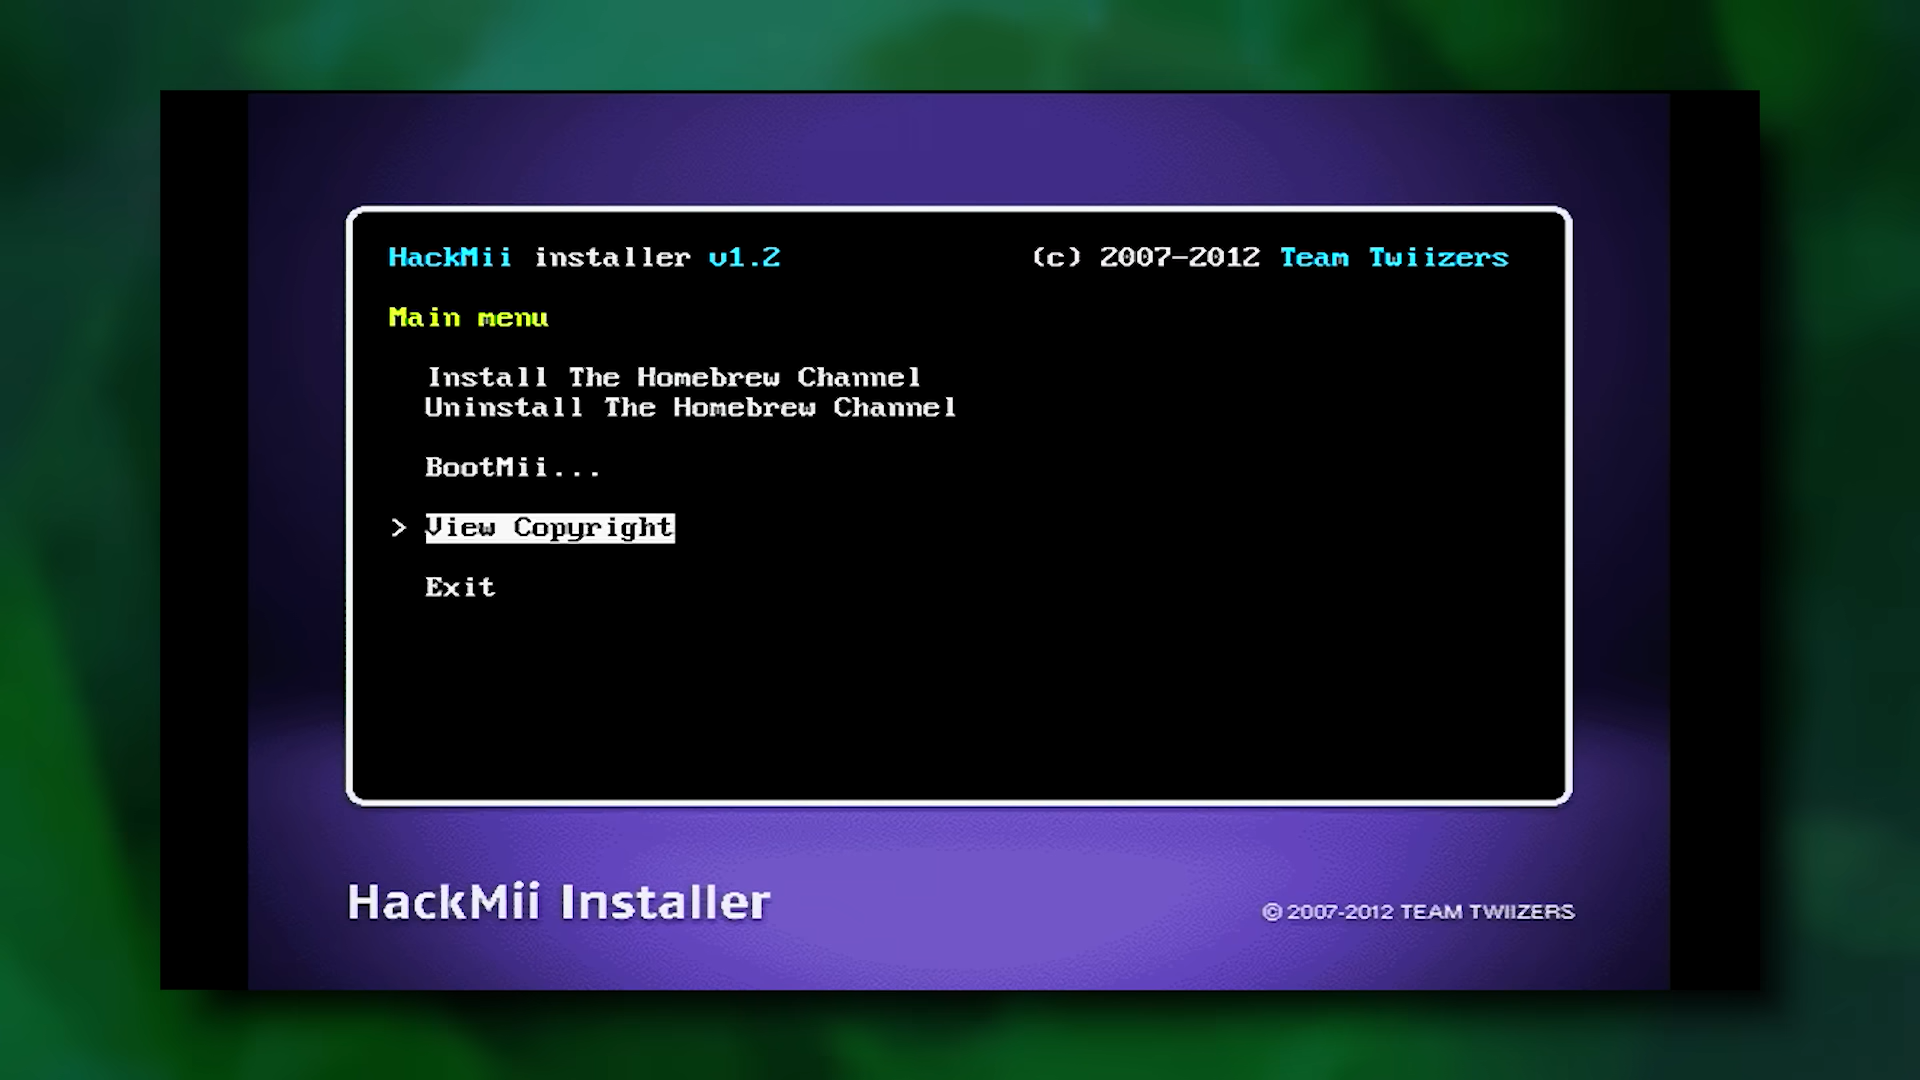 HackMii installer v1.2 (c) 2007-2012 Team Twiizers
Main menu
Install The Homebrew Channel
Uninstall The Homebrew Channel
BootMii...
> View Copyright
Exit
HackMii Installer
© 2007-2012 TEAM TWIIZERS